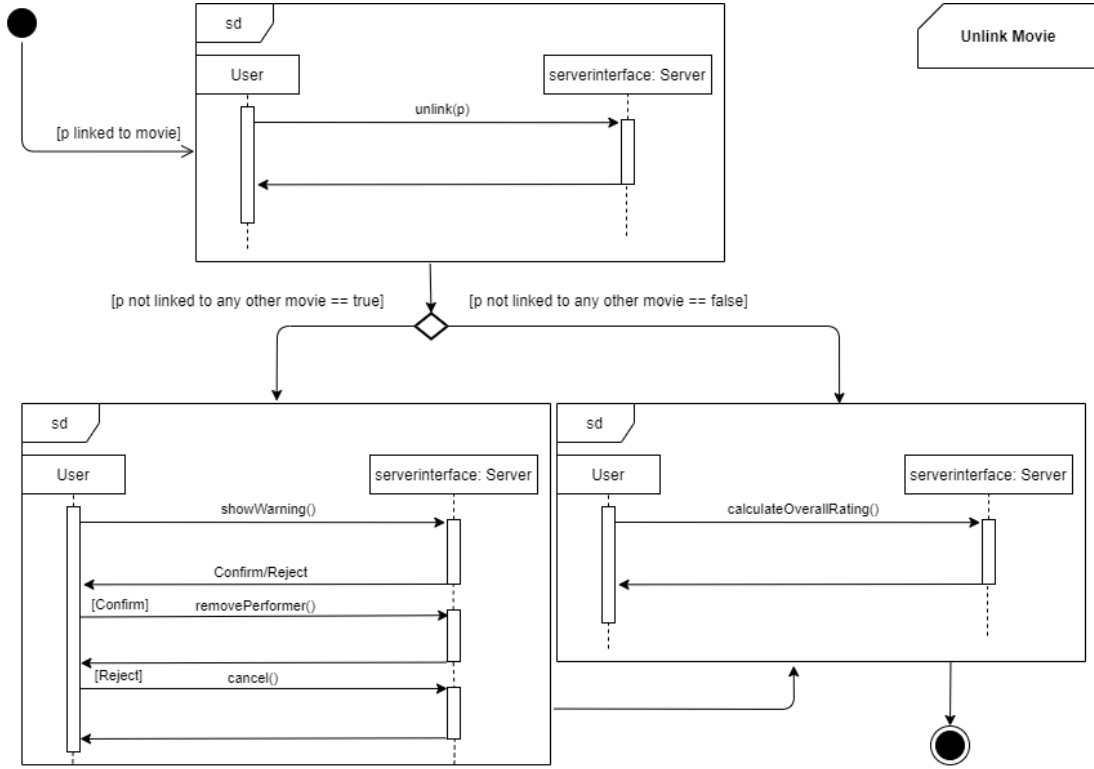 sd
Unlink Movie
User
serverinterface: Server
unlink(p)
[p linked to movie]
[p not linked to any other movie == true]
[p not linked to any other movie == false]
sd
User
serverinterface: Server
showWarning()
Confirm/Reject
[Confirm]
removePerformer()
[Reject]
cancel()
sd
User
serverinterface: Server
calculateOverallRating()